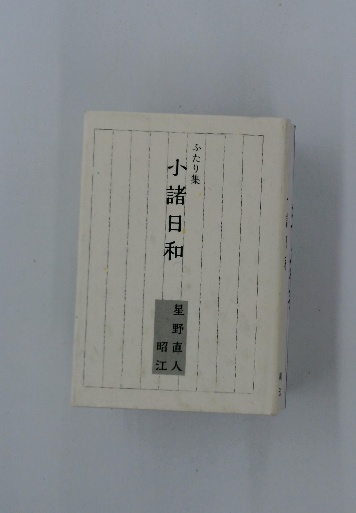 ふたり集
小諸日和
星野直人
昭江